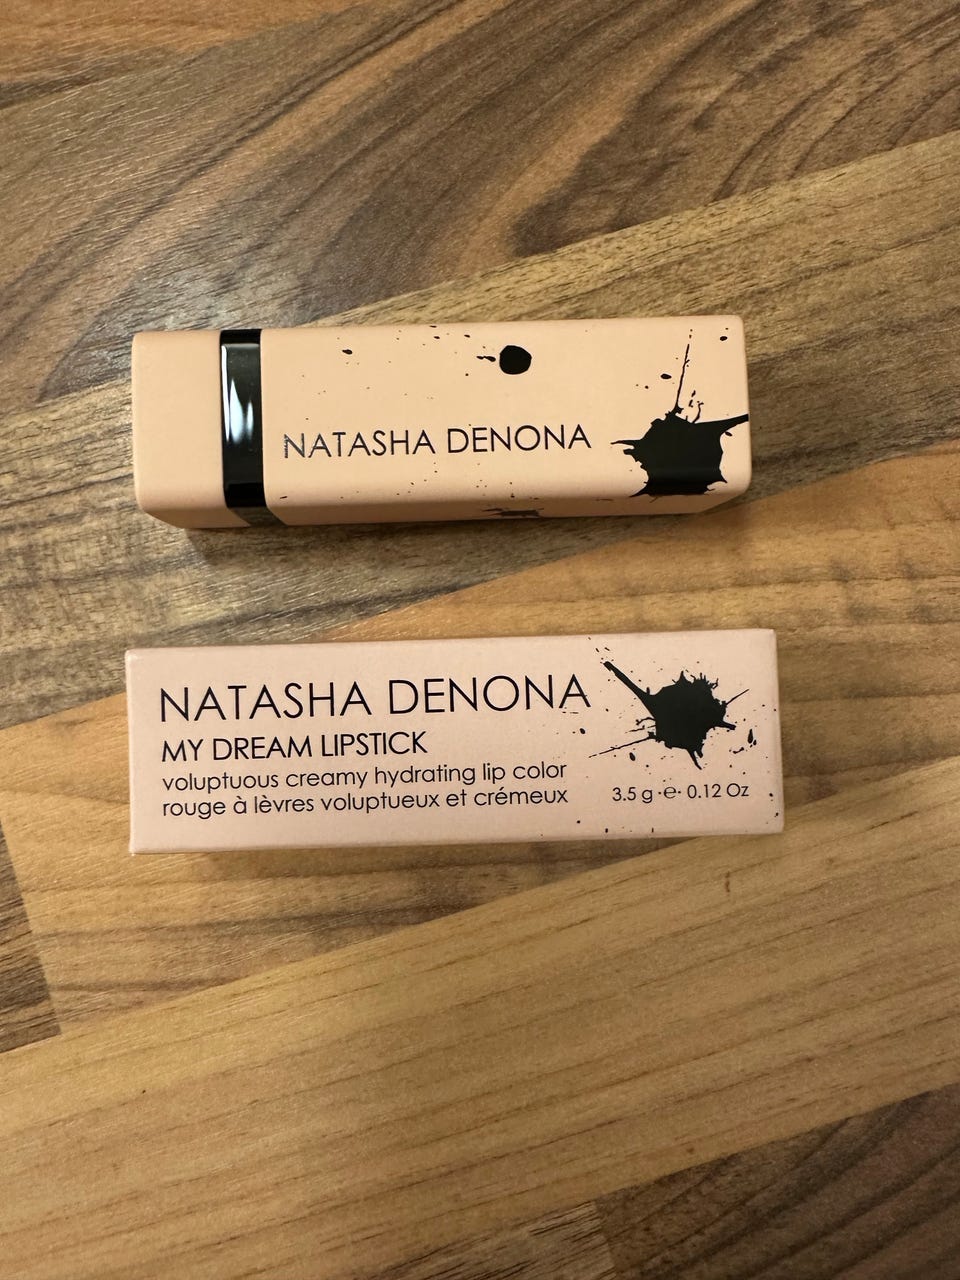 NATASHA DENONA
NATASHA DENONA
MY DREAM LIPSTICK
voluptuous creamy hydrating lip color
rouge à lèvres voluptueux et crémeux
3.5 g ·℮· 0.12 Oz